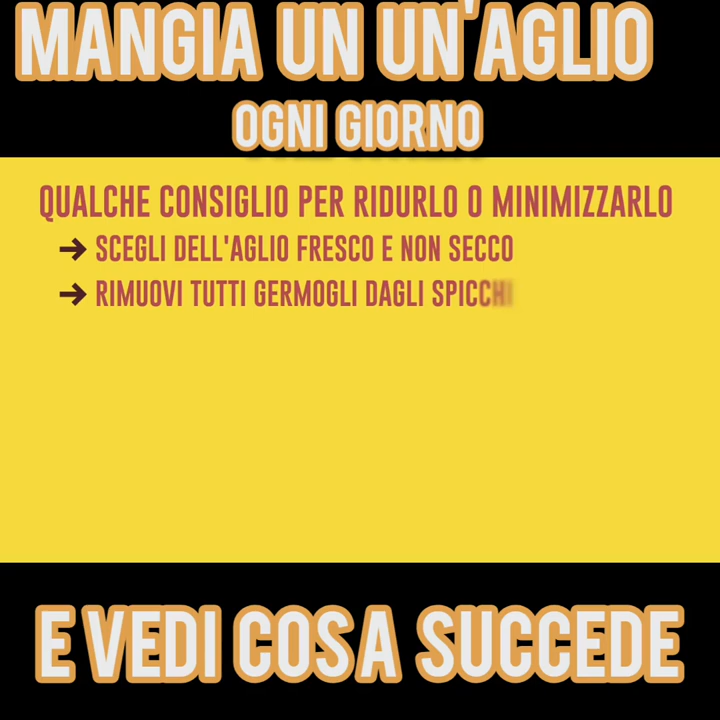 MANGIA UN UN'AGLIO
OGNI GIORNO
QUALCHE CONSIGLIO PER RIDURLO O MINIMIZZARLO
→ SCEGLI DELL'AGLIO FRESCO E NON SECCO
→ RIMUOVI TUTTI GERMOGLI DAGLI SPICCHI
E VEDI COSA SUCCEDE